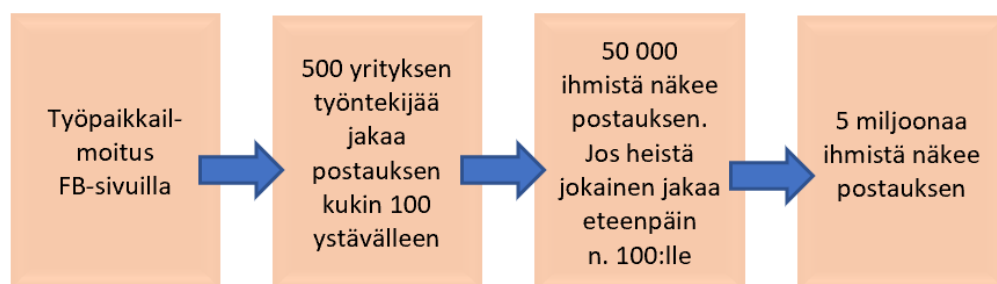 Työpaikkail-
moitus
FB-sivuilla
500 yrityksen
työntekijää
jakaa
postauksen
kukin 100
ystävälleen
50 000
ihmistä näkee
postauksen.
Jos heistä
jokainen jakaa
eteenpäin
n. 100:lle
5 miljoonaa
ihmistä näkee
postauksen